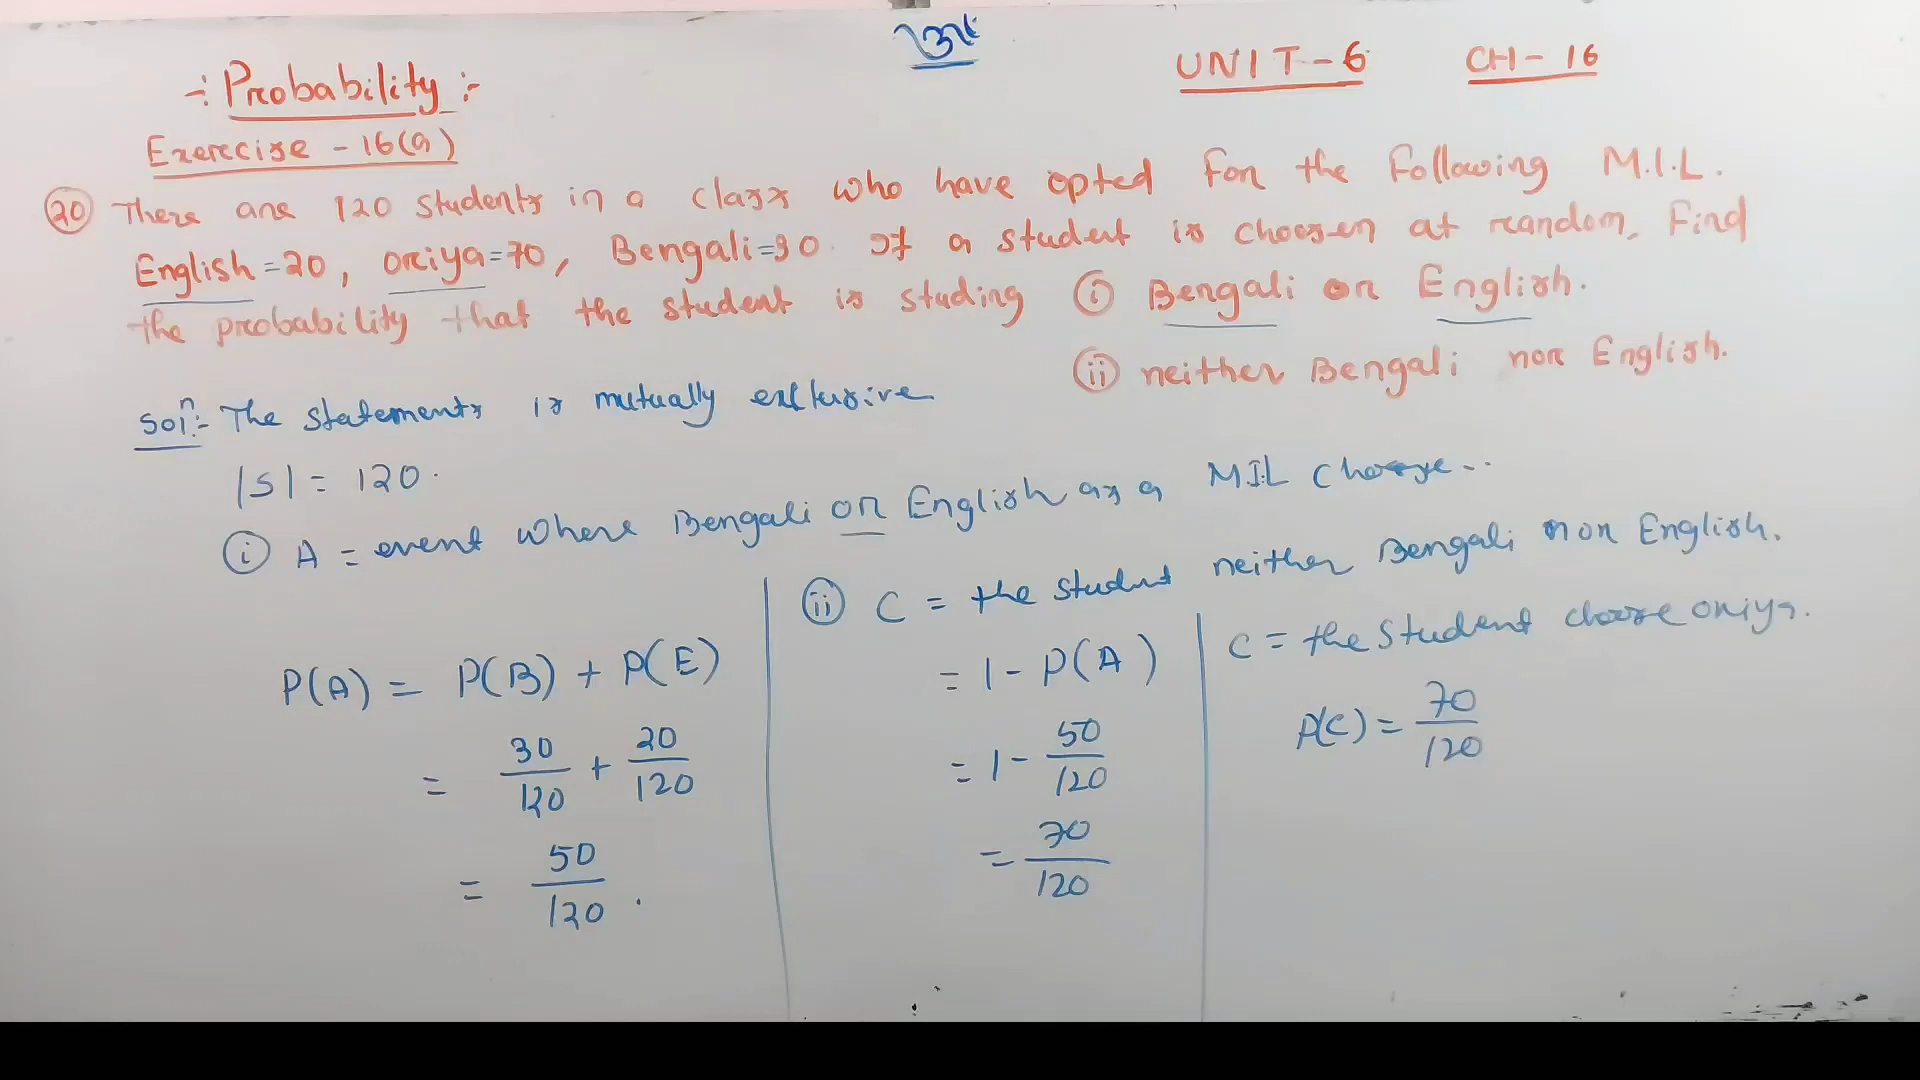 -: Probability :-
UNIT-6 CH-16
Exercise - 16(a)
20 There are 120 students in a class who have opted for the following M.I.L.
English=20, oriya=70, Bengali=30. If a student is choosen at random, Find
the probability that the student is studing (i) Bengali or English.
(ii) neither Bengali nor English.
Solⁿ:- The statements is mutually exclusive
|S| = 120.
(i) A = event where Bengali or English as a MIL choose...
(ii) C = the student neither Bengali nor English.
P(A) = P(B) + P(E)
= 30/120 + 20/120
= 50/120.
= 1 - P(A)
= 1 - 50/120
= 70/120
C = the student choose oriya.
P(C) = 70/120